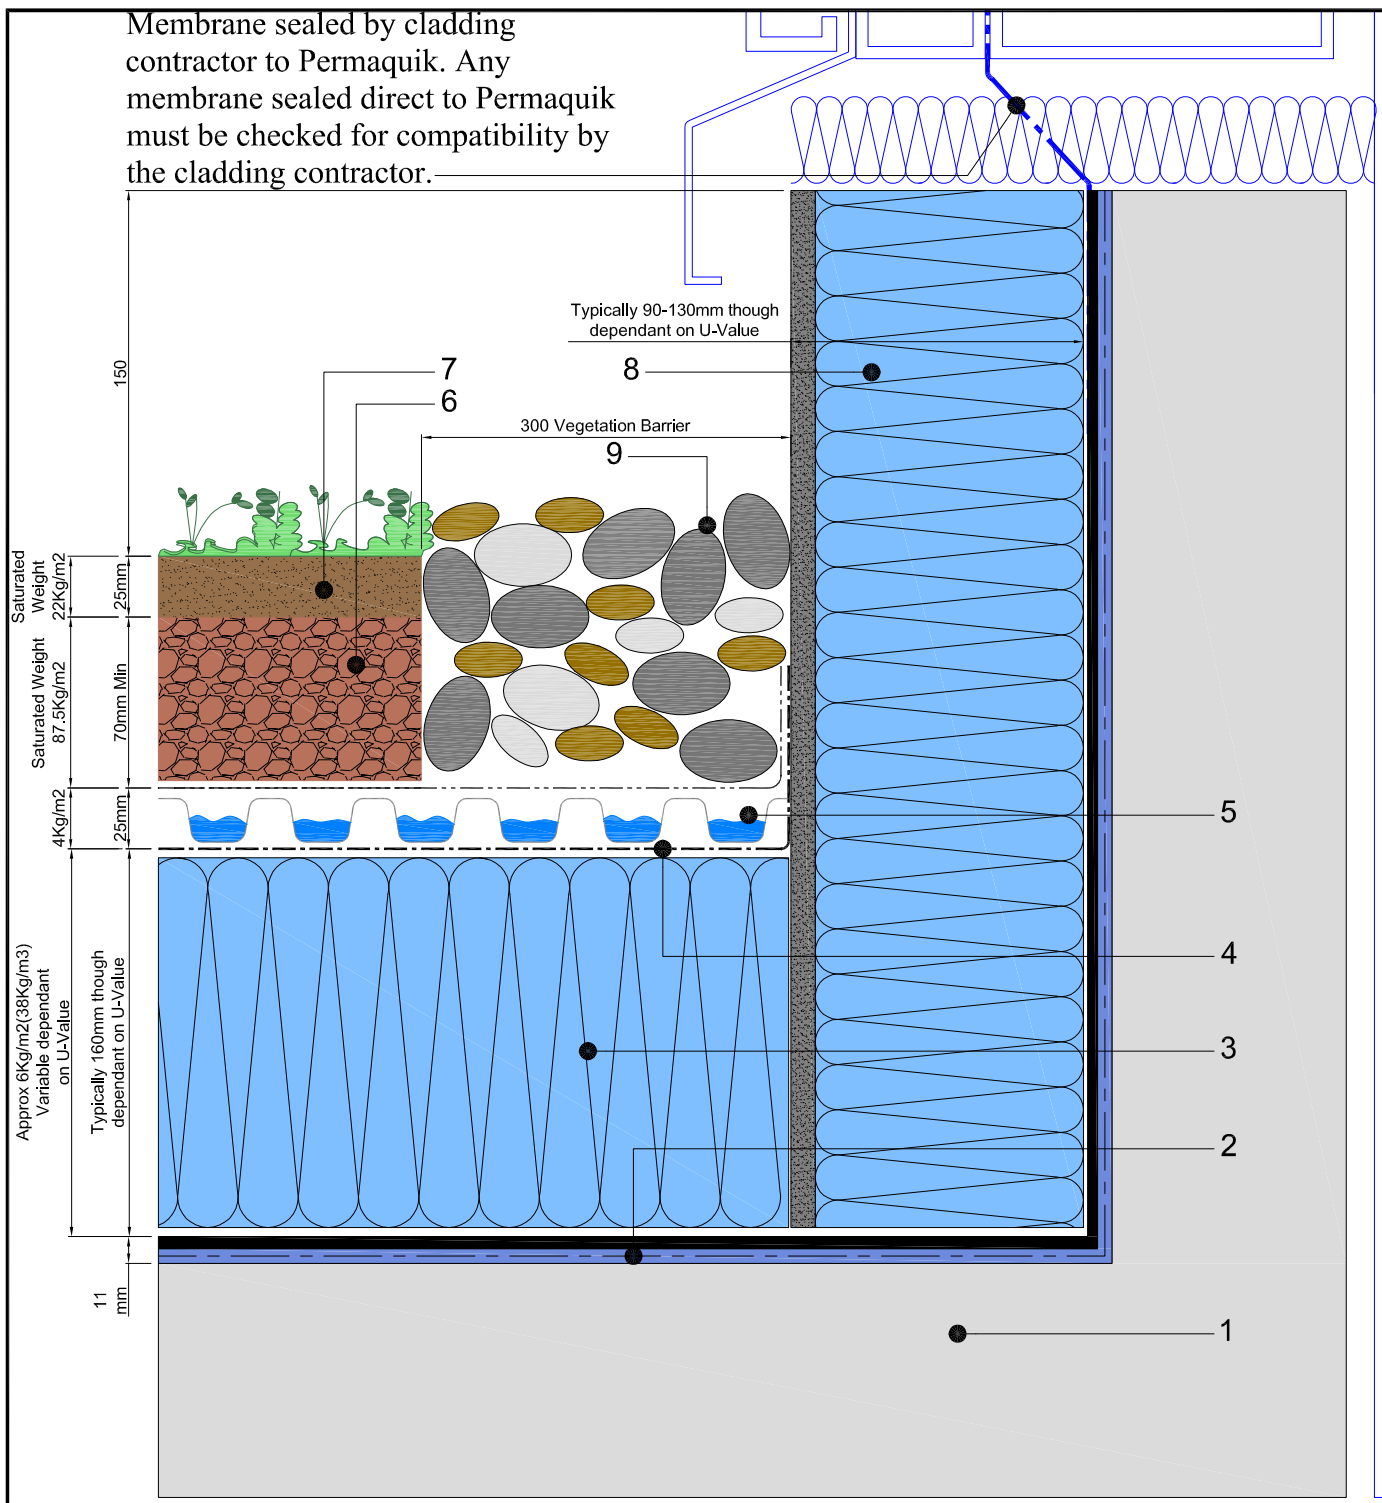 Membrane sealed by cladding
contractor to Permaquik. Any
membrane sealed direct to Permaquik
must be checked for compatibility by
the cladding contractor.
150
Typically 90-130mm though
dependant on U-Value
7
8
6
300 Vegetation Barrier
9
Saturated
Weight
22Kg/m2
25mm
Saturated Weight
87.5Kg/m2
70mm Min
4Kg/m2
25mm
5
4
Approx 6Kg/m2(38Kg/m3)
Variable dependant
on U-Value
Typically 160mm though
dependant on U-Value
3
2
11
mm
1